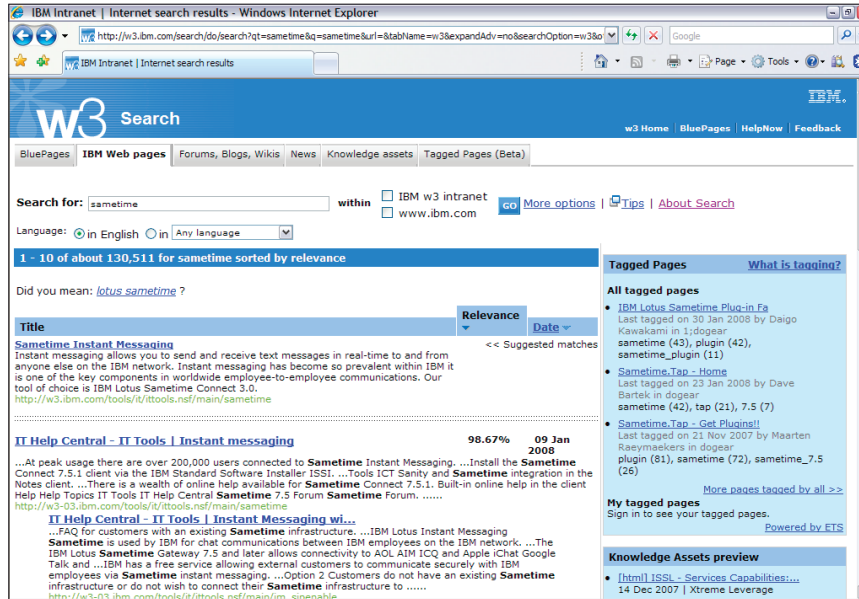 IBM Intranet | Internet search results - Windows Internet Explorer
http://w3.ibm.com/search/do/search?qt=sametime&q=sametime&url=&tabName=w3&expandAdv=no&searchOption=w3&o
Google
IBM Intranet | Internet search results
Page Tools
IBM.
w3 Search
w3 Home BluePages HelpNow Feedback
BluePages IBM Web pages Forums, Blogs, Wikis News Knowledge assets Tagged Pages (Beta)
Search for: sametime within IBM w3 intranet
www.ibm.com
GO More options | Tips | About Search
Language: in English in Any language
1 - 10 of about 130,511 for sametime sorted by relevance
Did you mean: lotus sametime ?
Title Relevance Date
Sametime Instant Messaging << Suggested matches
Instant messaging allows you to send and receive text messages in real-time to and from
anyone else on the IBM network. Instant messaging has become so prevalent within IBM it
is one of the key components in worldwide employee-to-employee communications. Our
tool of choice is IBM Lotus Sametime Connect 3.0.
http://w3.ibm.com/tools/it/ittools.nsf/main/sametime
IT Help Central - IT Tools | Instant messaging 98.67% 09 Jan
2008
...At peak usage there are over 200,000 users connected to Sametime Instant Messaging. ...Install the Sametime
Connect 7.5.1 client via the IBM Standard Software Installer ISSI. ...Tools ICT Sanity and Sametime integration in the
Notes client. ...There is a wealth of online help available for Sametime Connect 7.5.1. Built-in online help in the client
Help Help Topics IT Tools IT Help Central Sametime 7.5 Forum Sametime Forum. ......
http://w3-03.ibm.com/tools/it/ittools.nsf/main/sametime
IT Help Central - IT Tools | Instant Messaging wi...
...FAQ for customers with an existing Sametime infrastructure. ...IBM Lotus Instant Messaging
Sametime is used by IBM for chat communications between IBM employees on the IBM network. ...The
IBM Lotus Sametime Gateway 7.5 and later allows connectivity to AOL AIM ICQ and Apple iChat Google
Talk and ...IBM has a free service allowing external customers to communicate securely with IBM
employees via Sametime instant messaging. ...Option 2 Customers do not have an existing Sametime
infrastructure or do not wish to connect their Sametime infrastructure to ......
http://w3-03.ibm.com/tools/it/ittools.nsf/main/im_sipenable
Tagged Pages What is tagging?
All tagged pages
IBM Lotus Sametime Plug-in Fa
Last tagged on 30 Jan 2008 by Daigo
Kawakami in 1;dogear
sametime (43), plugin (42),
sametime_plugin (11)
Sametime.Tap - Home
Last tagged on 23 Jan 2008 by Dave
Bartek in dogear
sametime (42), tap (21), 7.5 (7)
Sametime.Tap - Get Plugins!!
Last tagged on 21 Nov 2007 by Maarten
Raeymaekers in dogear
plugin (81), sametime (72), sametime_7.5
(26)
More pages tagged by all >>
My tagged pages
Sign in to see your tagged pages.
Powered by ETS
Knowledge Assets preview
[html] ISSL - Services Capabilities:...
14 Dec 2007 | Xtreme Leverage